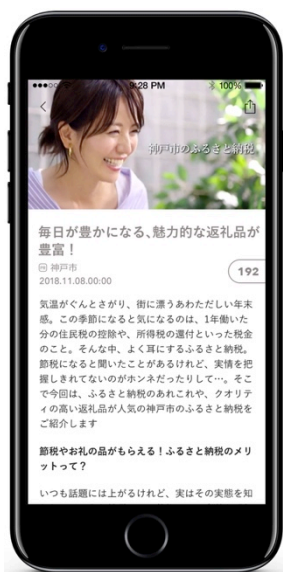 9:28 PM 100%
神戸市のふるさと納税
毎日が豊かになる、魅力的な返礼品が
豊富！
神戸市
2018.11.08.00:00
192
気温がぐんとさがり、街に漂うあわただしい年末
感。この季節になると気になるのは、1年働いた
分の住民税の控除や、所得税の還付といった税金
のこと。そんな中、よく耳にするふるさと納税。
節税になると聞いたことがあるけれど、実情を把
握しきれてないのがホンネだったりして…。そこ
で今回は、ふるさと納税のあれこれや、クオリテ
ィの高い返礼品が人気の神戸市のふるさと納税を
ご紹介します
節税やお礼の品がもらえる！ふるさと納税のメリ
ットって？
いつも話題には上がるけれど、実はその実態を知